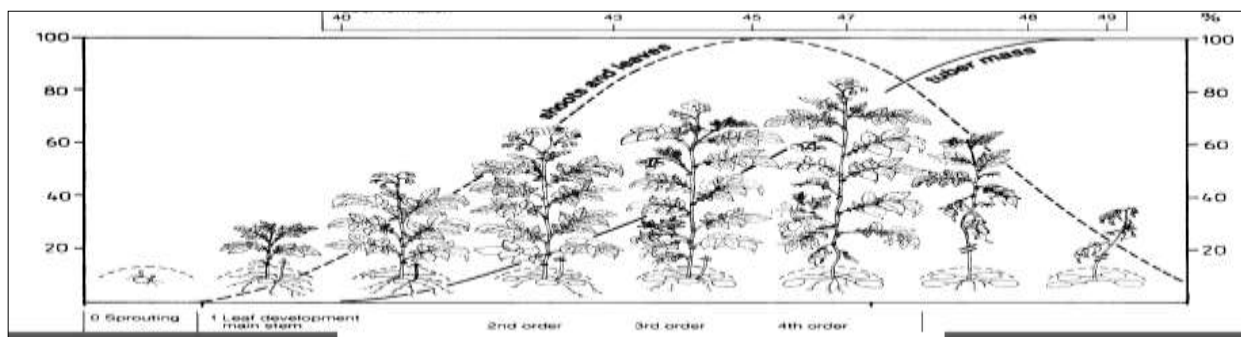 40 43 45 47 48 49 %
100 100
80 80
60 60
40 40
20 20
shoots and leaves
tuber mass
0 Sprouting
1 Leaf development
main stem
2nd order
3rd order
4th order